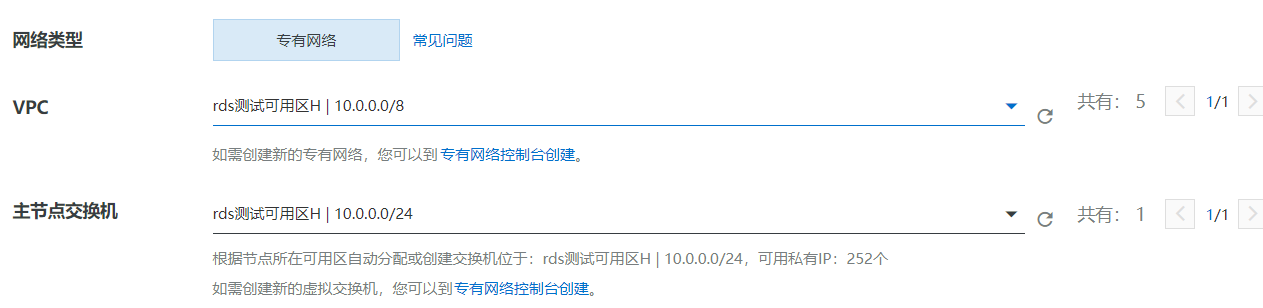 网络类型 专有网络 常见问题
VPC rds测试可用区H | 10.0.0.0/8 共有： 5 1/1
如需创建新的专有网络，您可以到专有网络控制台创建。
主节点交换机 rds测试可用区H | 10.0.0.0/24 共有： 1 1/1
根据节点所在可用区自动分配或创建交换机位于：rds测试可用区H | 10.0.0.0/24，可用私有IP：252个
如需创建新的虚拟交换机，您可以到专有网络控制台创建。